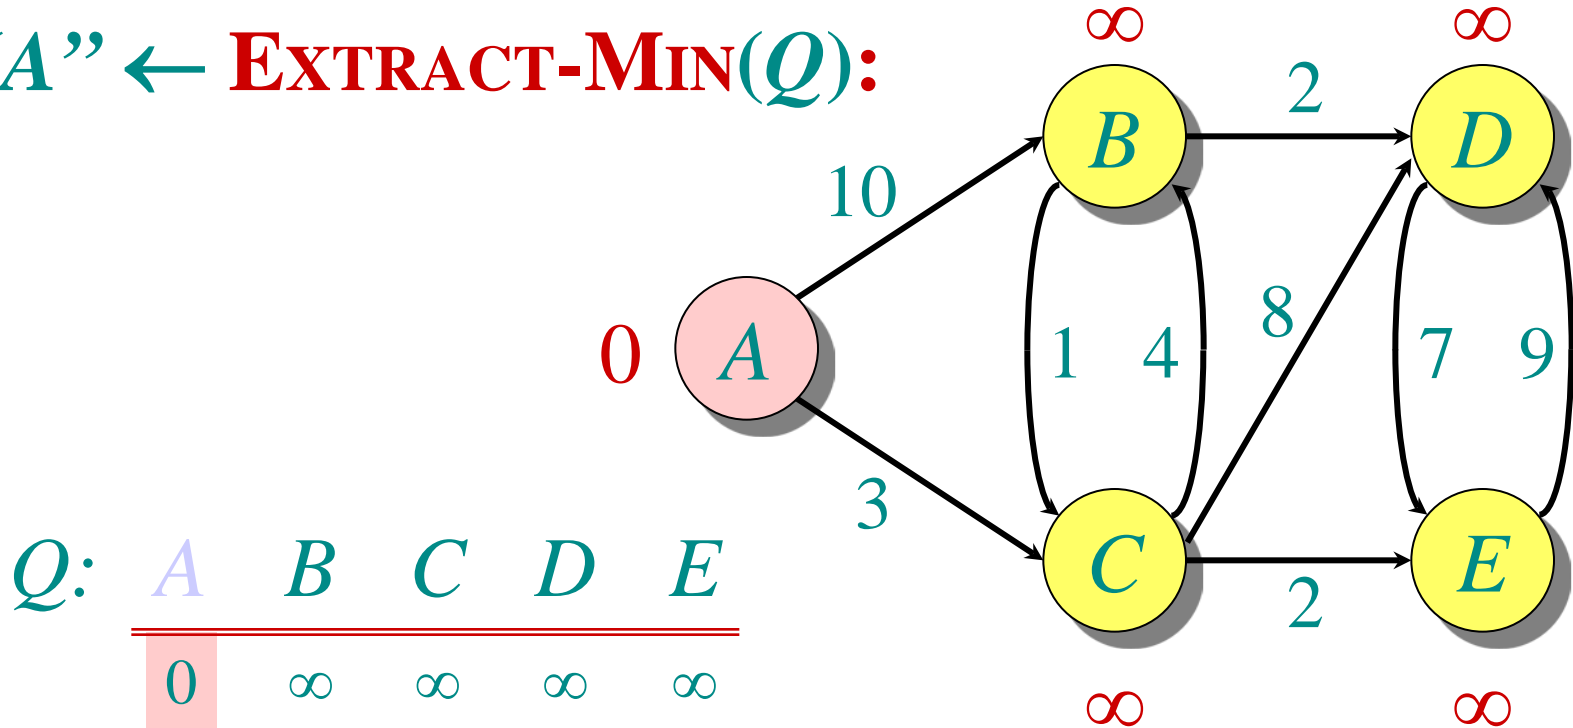 A” ← EXTRACT-MIN(Q):
∞ ∞
B 2 D
10
0 A 1 4 8 7 9
3
C 2 E
∞ ∞
Q: A B C D E
0 ∞ ∞ ∞ ∞